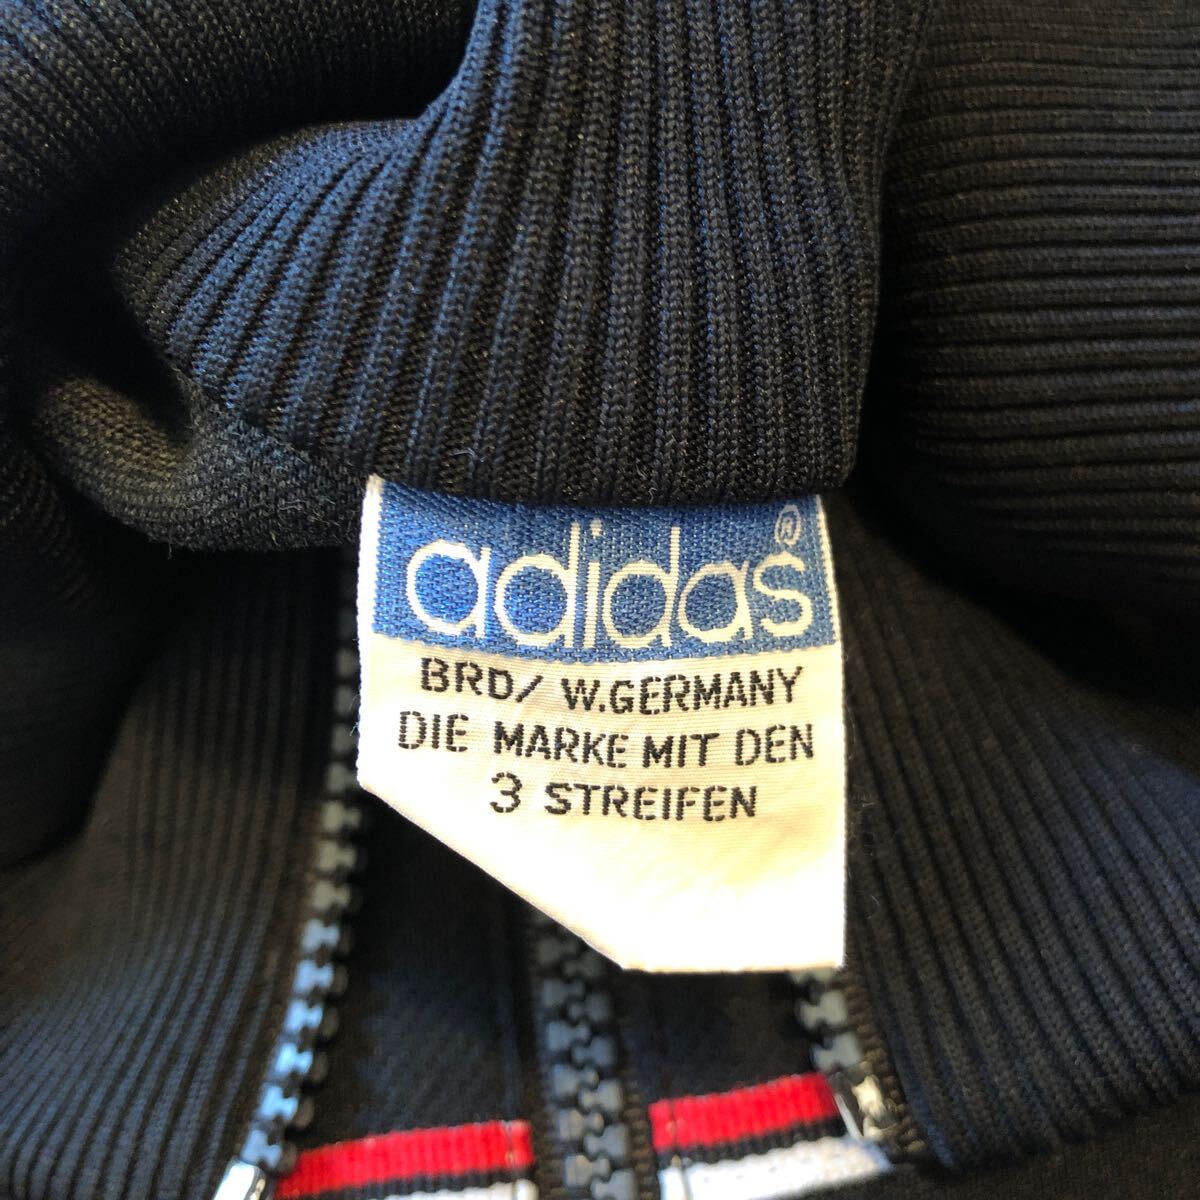 adidas®
BRD/ W.GERMANY
DIE MARKE MIT DEN
3 STREIFEN